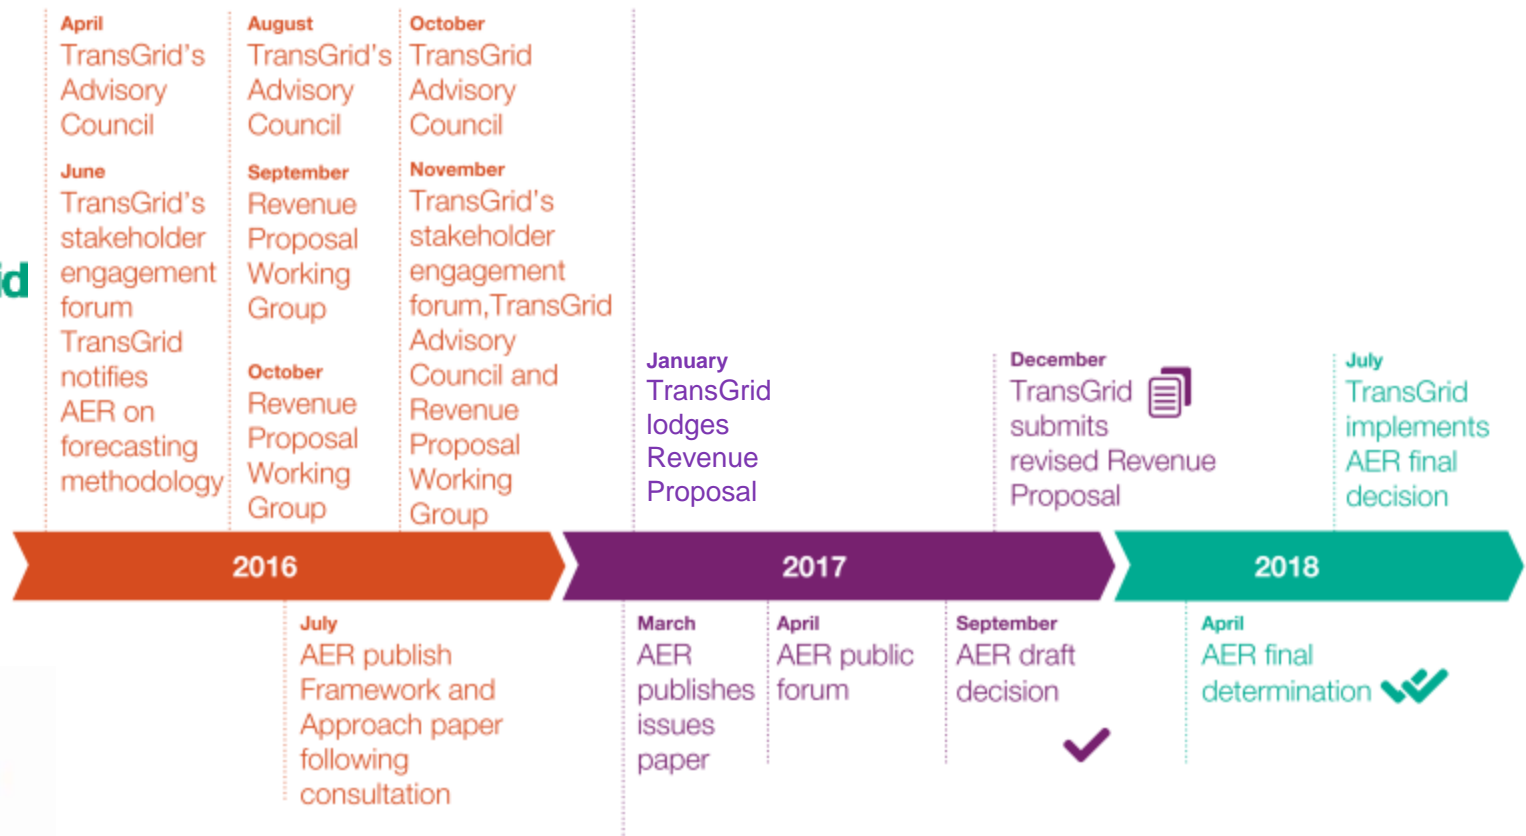 April
TransGrid's
Advisory
Council
June
TransGrid's
stakeholder
engagement
forum
TransGrid
notifies
AER on
forecasting
methodology
August
TransGrid's
Advisory
Council
September
Revenue
Proposal
Working
Group
October
Revenue
Proposal
Working
Group
October
TransGrid
Advisory
Council
November
TransGrid's
stakeholder
engagement
forum,TransGrid
Advisory
Council and
Revenue
Proposal
Working
Group
id
January
TransGrid
lodges
Revenue
Proposal
December
TransGrid
submits
revised Revenue
Proposal
July
TransGrid
implements
AER final
decision
2016
2017
2018
July
AER publish
Framework and
Approach paper
following
consultation
March
AER
publishes
issues
paper
April
AER public
forum
September
AER draft
decision
April
AER final
determination